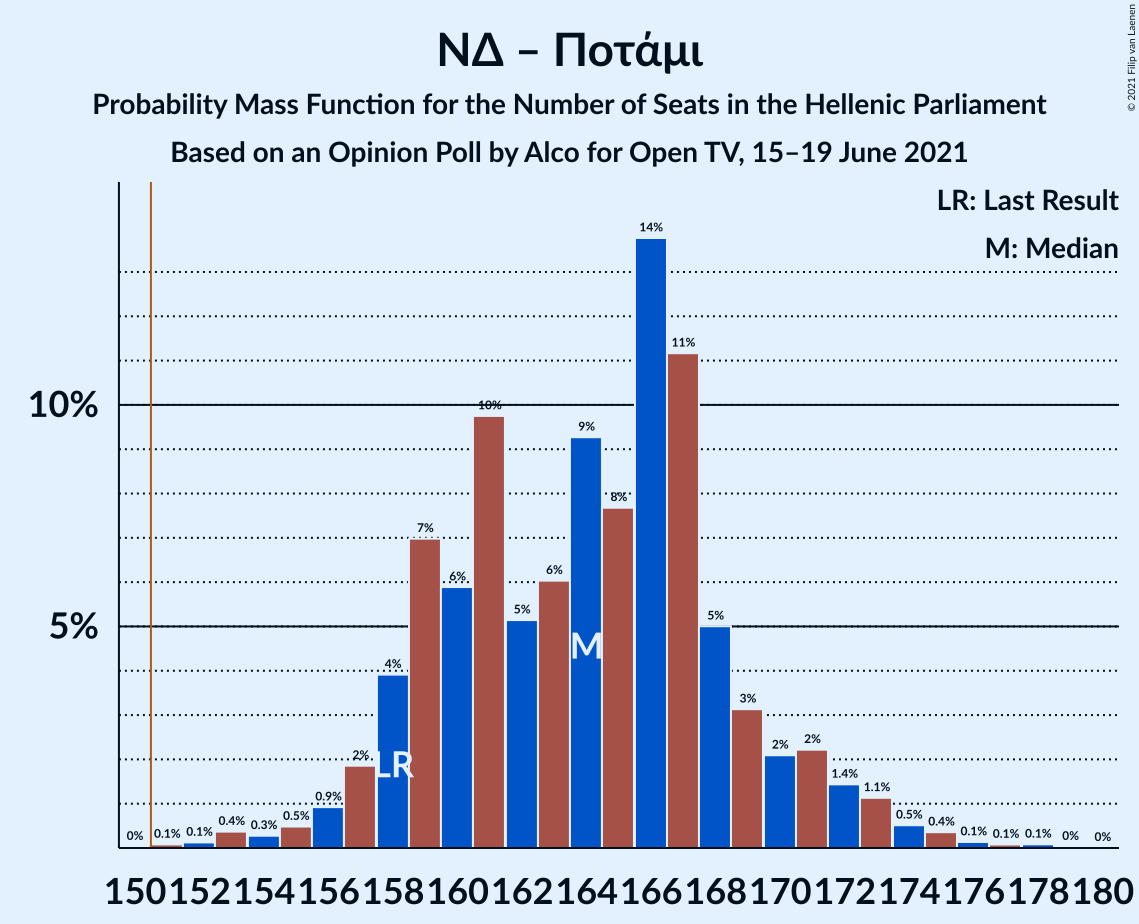 ΝΔ – Ποτάμι
Probability Mass Function for the Number of Seats in the Hellenic Parliament
Based on an Opinion Poll by Alco for Open TV, 15–19 June 2021
© 2021 Filip van Laenen
LR: Last Result
M: Median
10%
5%
0% 0.1% 0.1% 0.4% 0.3% 0.5% 0.9% 2% 4% 7% 6% 10% 5% 6% 9% 8% 14% 11% 5% 3% 2% 2% 1.4% 1.1% 0.5% 0.4% 0.1% 0.1% 0.1% 0% 0%
M
LR
150 152 154 156 158 160 162 164 166 168 170 172 174 176 178 180